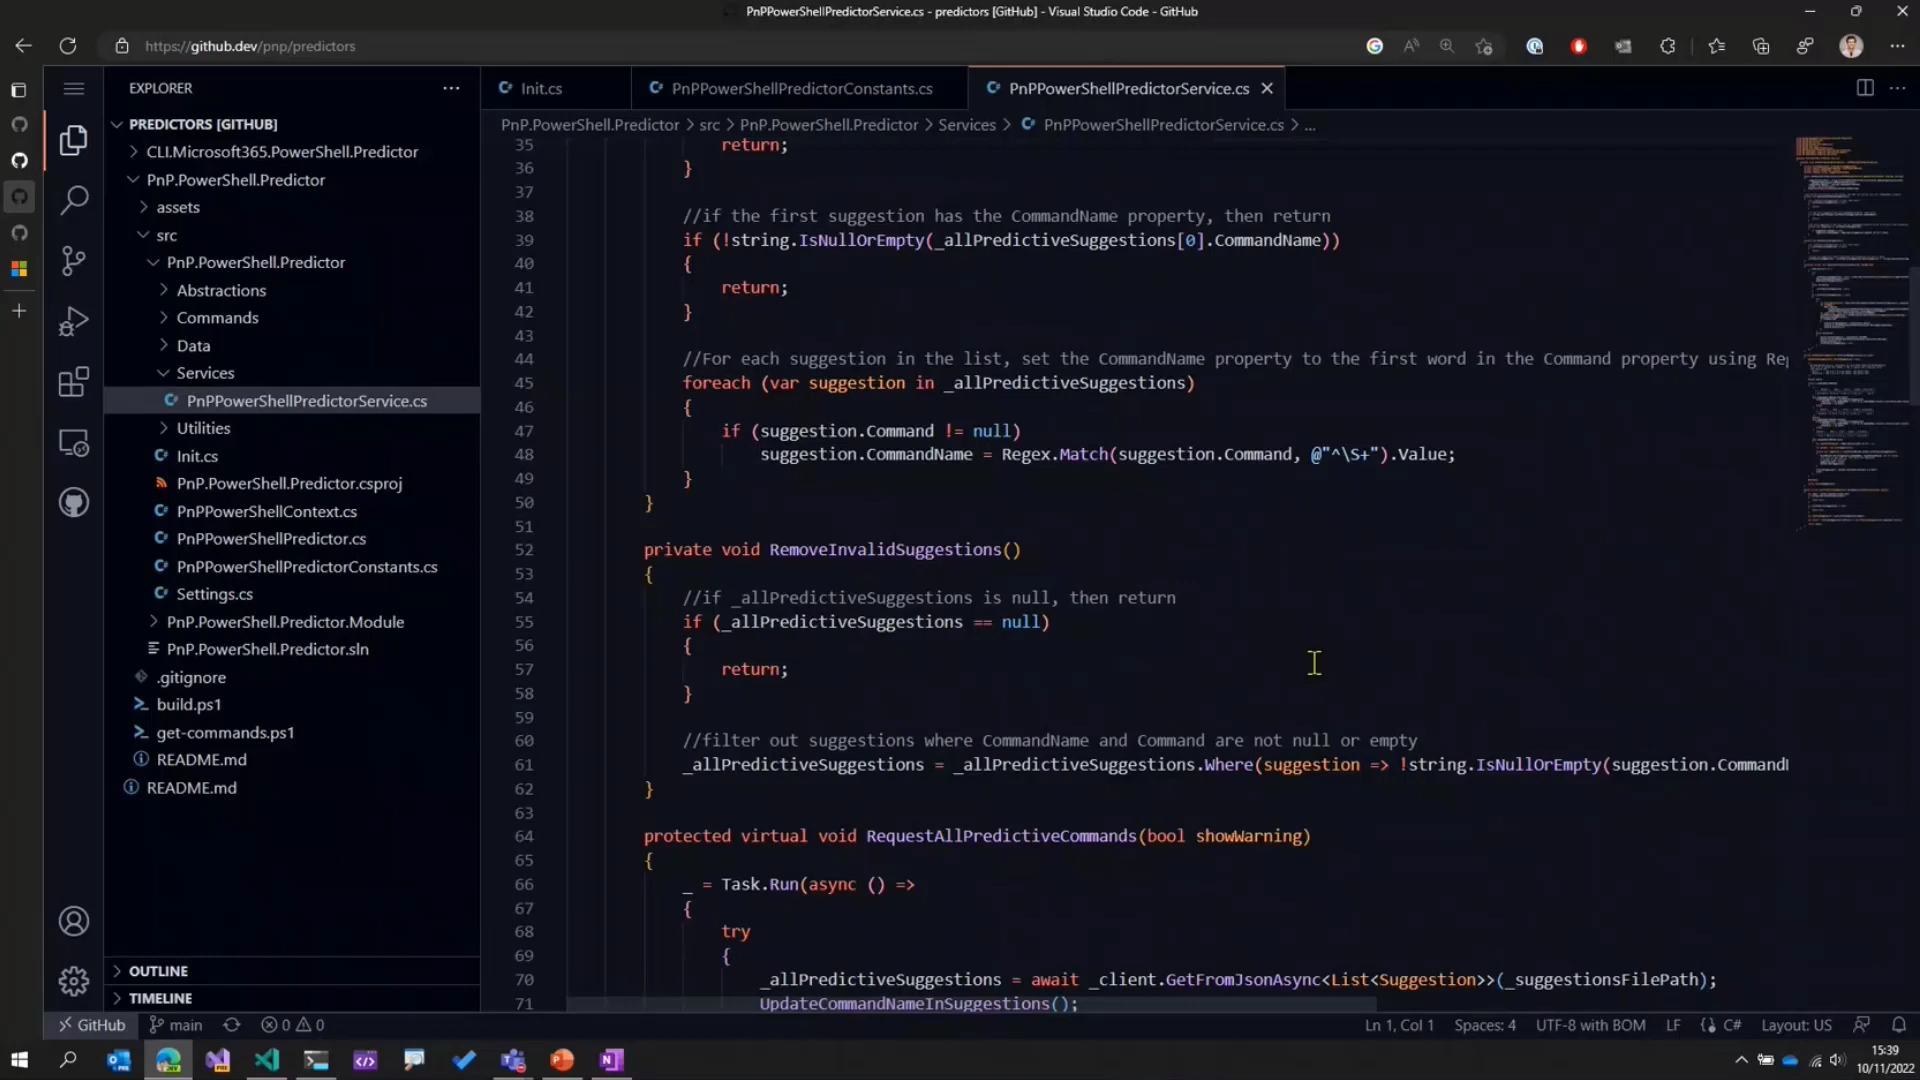 PnPPowerShellPredictorService.cs - predictors [GitHub] - Visual Studio Code - GitHub
https://github.dev/pnp/predictors
EXPLORER
PREDICTORS [GITHUB]
CLI.Microsoft365.PowerShell.Predictor
PnP.PowerShell.Predictor
assets
src
PnP.PowerShell.Predictor
Abstractions
Commands
Data
Services
PnPPowerShellPredictorService.cs
Utilities
Init.cs
PnP.PowerShell.Predictor.csproj
PnPPowerShellContext.cs
PnPPowerShellPredictor.cs
PnPPowerShellPredictorConstants.cs
Settings.cs
PnP.PowerShell.Predictor.Module
PnP.PowerShell.Predictor.sln
.gitignore
build.ps1
get-commands.ps1
README.md
README.md
OUTLINE
TIMELINE
Init.cs
PnPPowerShellPredictorConstants.cs
PnPPowerShellPredictorService.cs
PnP.PowerShell.Predictor > src > PnP.PowerShell.Predictor > Services > PnPPowerShellPredictorService.cs > ...
35 return;
36 }
37
38 //if the first suggestion has the CommandName property, then return
39 if (!string.IsNullOrEmpty(_allPredictiveSuggestions[0].CommandName))
40 {
41 return;
42 }
43
44 //For each suggestion in the list, set the CommandName property to the first word in the Command property using Reg
45 foreach (var suggestion in _allPredictiveSuggestions)
46 {
47 if (suggestion.Command != null)
48 suggestion.CommandName = Regex.Match(suggestion.Command, @"^\S+").Value;
49 }
50 }
51
52 private void RemoveInvalidSuggestions()
53 {
54 //if _allPredictiveSuggestions is null, then return
55 if (_allPredictiveSuggestions == null)
56 {
57 return;
58 }
59
60 //filter out suggestions where CommandName and Command are not null or empty
61 _allPredictiveSuggestions = _allPredictiveSuggestions.Where(suggestion => !string.IsNullOrEmpty(suggestion.Command
62 }
63
64 protected virtual void RequestAllPredictiveCommands(bool showWarning)
65 {
66 _ = Task.Run(async () =>
67 {
68 try
69 {
70 _allPredictiveSuggestions = await _client.GetFromJsonAsync<List<Suggestion>>(_suggestionsFilePath);
71 UpdateCommandNameInSuggestions();
GitHub main 0 0
Ln 1, Col 1 Spaces: 4 UTF-8 with BOM LF C# Layout: US
15:39
10/11/2022